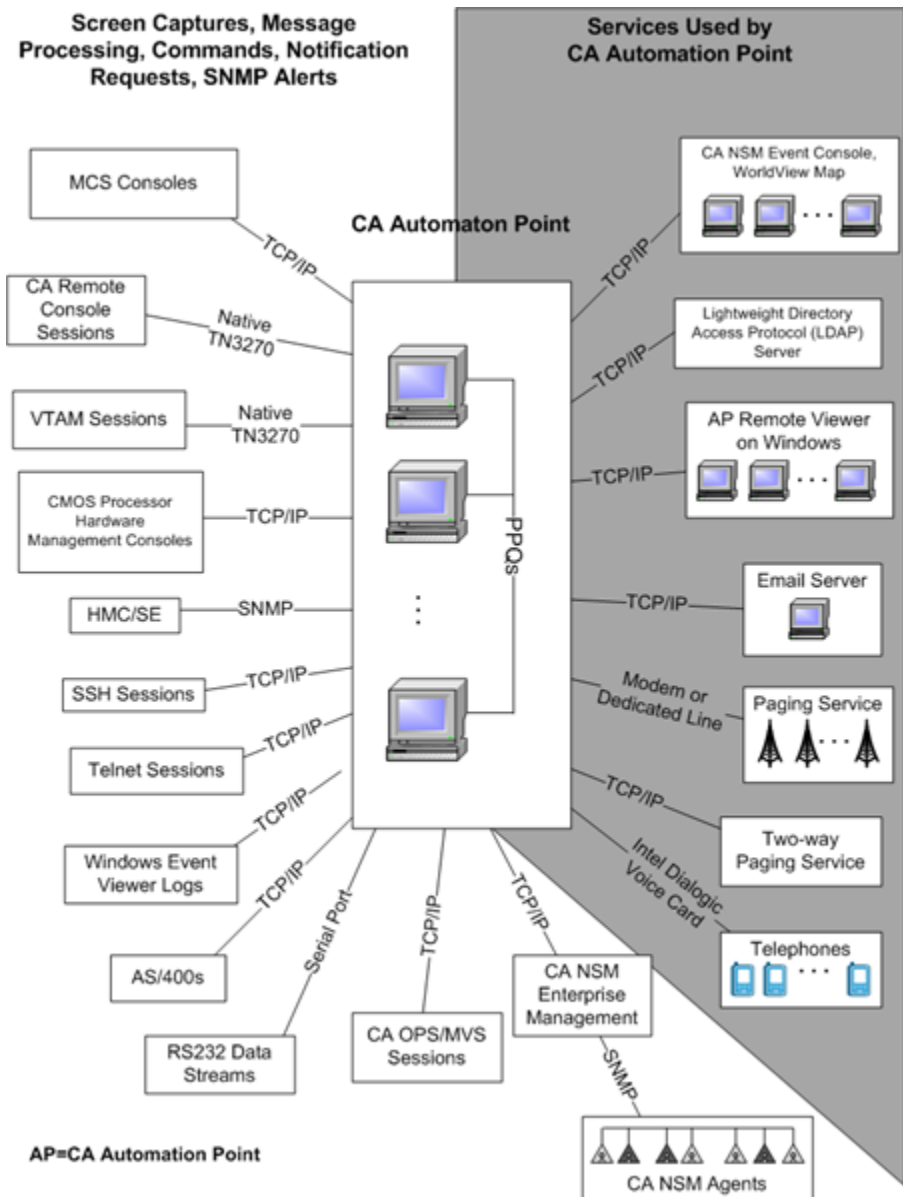 Screen Captures, Message
Processing, Commands, Notification
Requests, SNMP Alerts
Services Used by
CA Automation Point
MCS Consoles
TCP/IP
CA Remote
Console
Sessions
Native
TN3270
VTAM Sessions
Native
TN3270
CMOS Processor
Hardware
Management Consoles
TCP/IP
HMC/SE
SNMP
SSH Sessions
TCP/IP
Telnet Sessions
TCP/IP
Windows Event
Viewer Logs
TCP/IP
AS/400s
TCP/IP
RS232 Data
Streams
Serial Port
CA OPS/MVS
Sessions
TCP/IP
CA NSM
Enterprise
Management
TCP/IP
SNMP
CA NSM Agents
CA Automaton Point
PPQs
CA NSM Event Console,
WorldView Map
TCP/IP
Lightweight Directory
Access Protocol (LDAP)
Server
TCP/IP
AP Remote Viewer
on Windows
TCP/IP
Email Server
TCP/IP
Paging Service
Modem or
Dedicated Line
Two-way
Paging Service
TCP/IP
Telephones
Intel Dialogic
Voice Card
AP=CA Automation Point